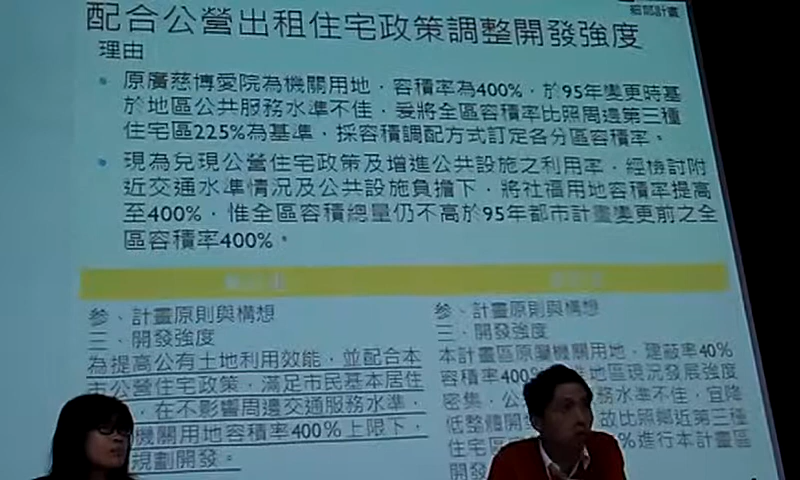 細部計畫
配合公營出租住宅政策調整開發強度
理由
• 原廣慈博愛院為機關用地，容積率為400%，於95年變更時基
於地區公共服務水準不佳，爰將全區容積率比照周邊第三種
住宅區225%為基準，採容積調配方式訂定各分區容積率。
• 現為兌現公營住宅政策及增進公共設施之利用率，經檢討附
近交通水準情況及公共設施負擔下，將社福用地容積率提高
至400%，惟全區容積總量仍不高於95年都市計畫變更前之全
區容積率400%。
參、計畫原則與構想
三、開發強度
為提高公有土地利用效能，並配合本
市公營住宅政策，滿足市民基本居住
，在不影響周邊交通服務水準，
機關用地容積率400%上限下，
規劃開發。
參、計畫原則與構想
三、開發強度
本計畫區原屬機關用地，建蔽率40%
容積率400 地區現況發展強度
密集，公 務水準不佳，宜降
低整體開 故比照鄰近第三種
住宅區 %進行本計畫區
開發